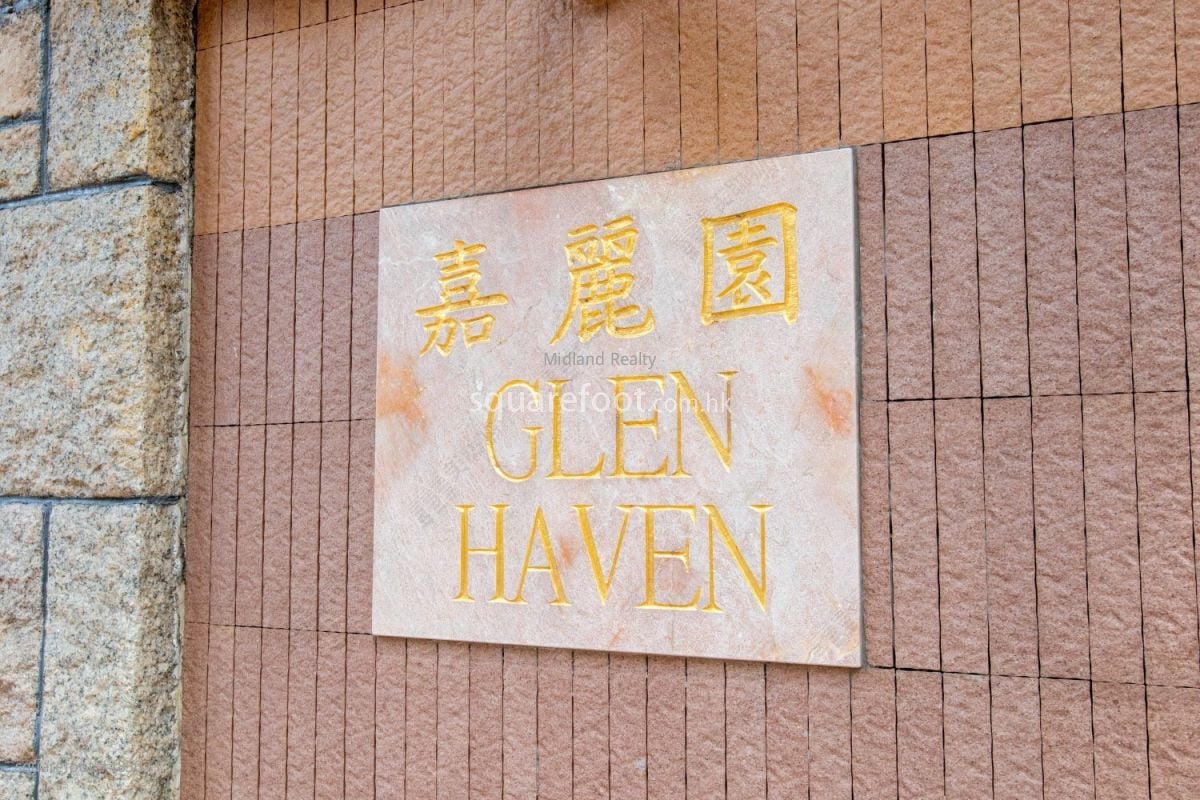 嘉麗園
Midland Realty
squarefoot.com.hk
GLEN
HAVEN